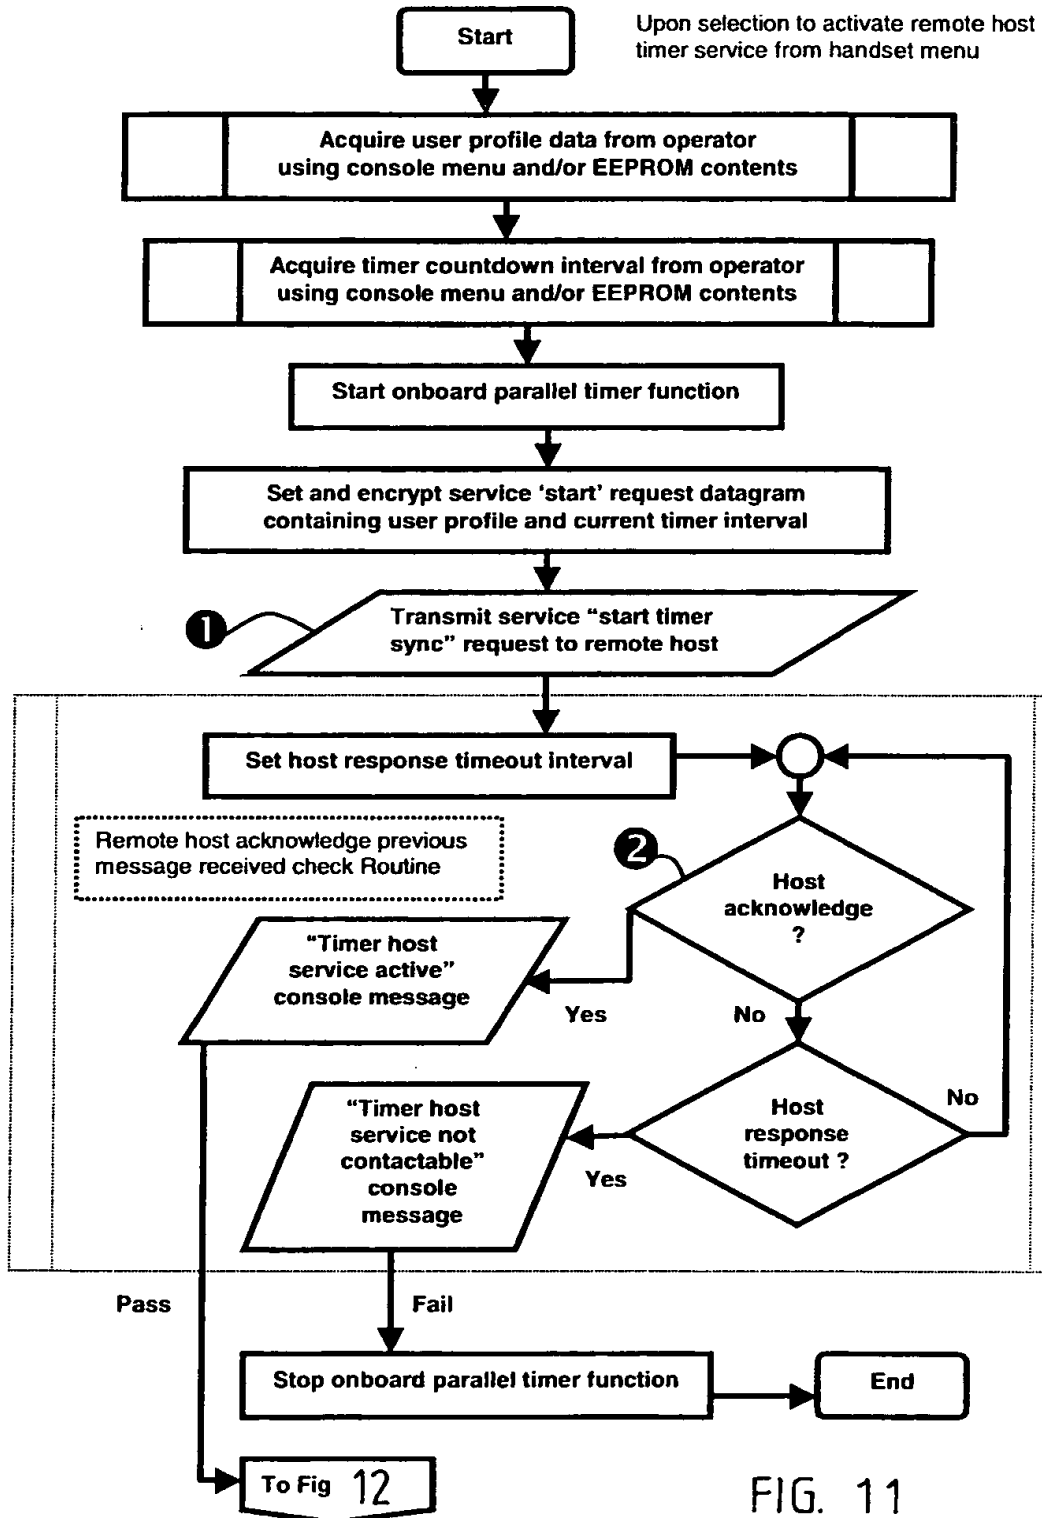 Start
Upon selection to activate remote host
timer service from handset menu
Acquire user profile data from operator
using console menu and/or EEPROM contents
Acquire timer countdown interval from operator
using console menu and/or EEPROM contents
Start onboard parallel timer function
Set and encrypt service ‘start’ request datagram
containing user profile and current timer interval
1
Transmit service “start timer
sync” request to remote host
Set host response timeout interval
Remote host acknowledge previous
message received check Routine
2
Host
acknowledge
?
“Timer host
service active”
console message
Yes
No
“Timer host
service not
contactable”
console
message
Yes
Host
response
timeout ?
No
Pass
Fail
Stop onboard parallel timer function
End
To Fig 12
FIG. 11